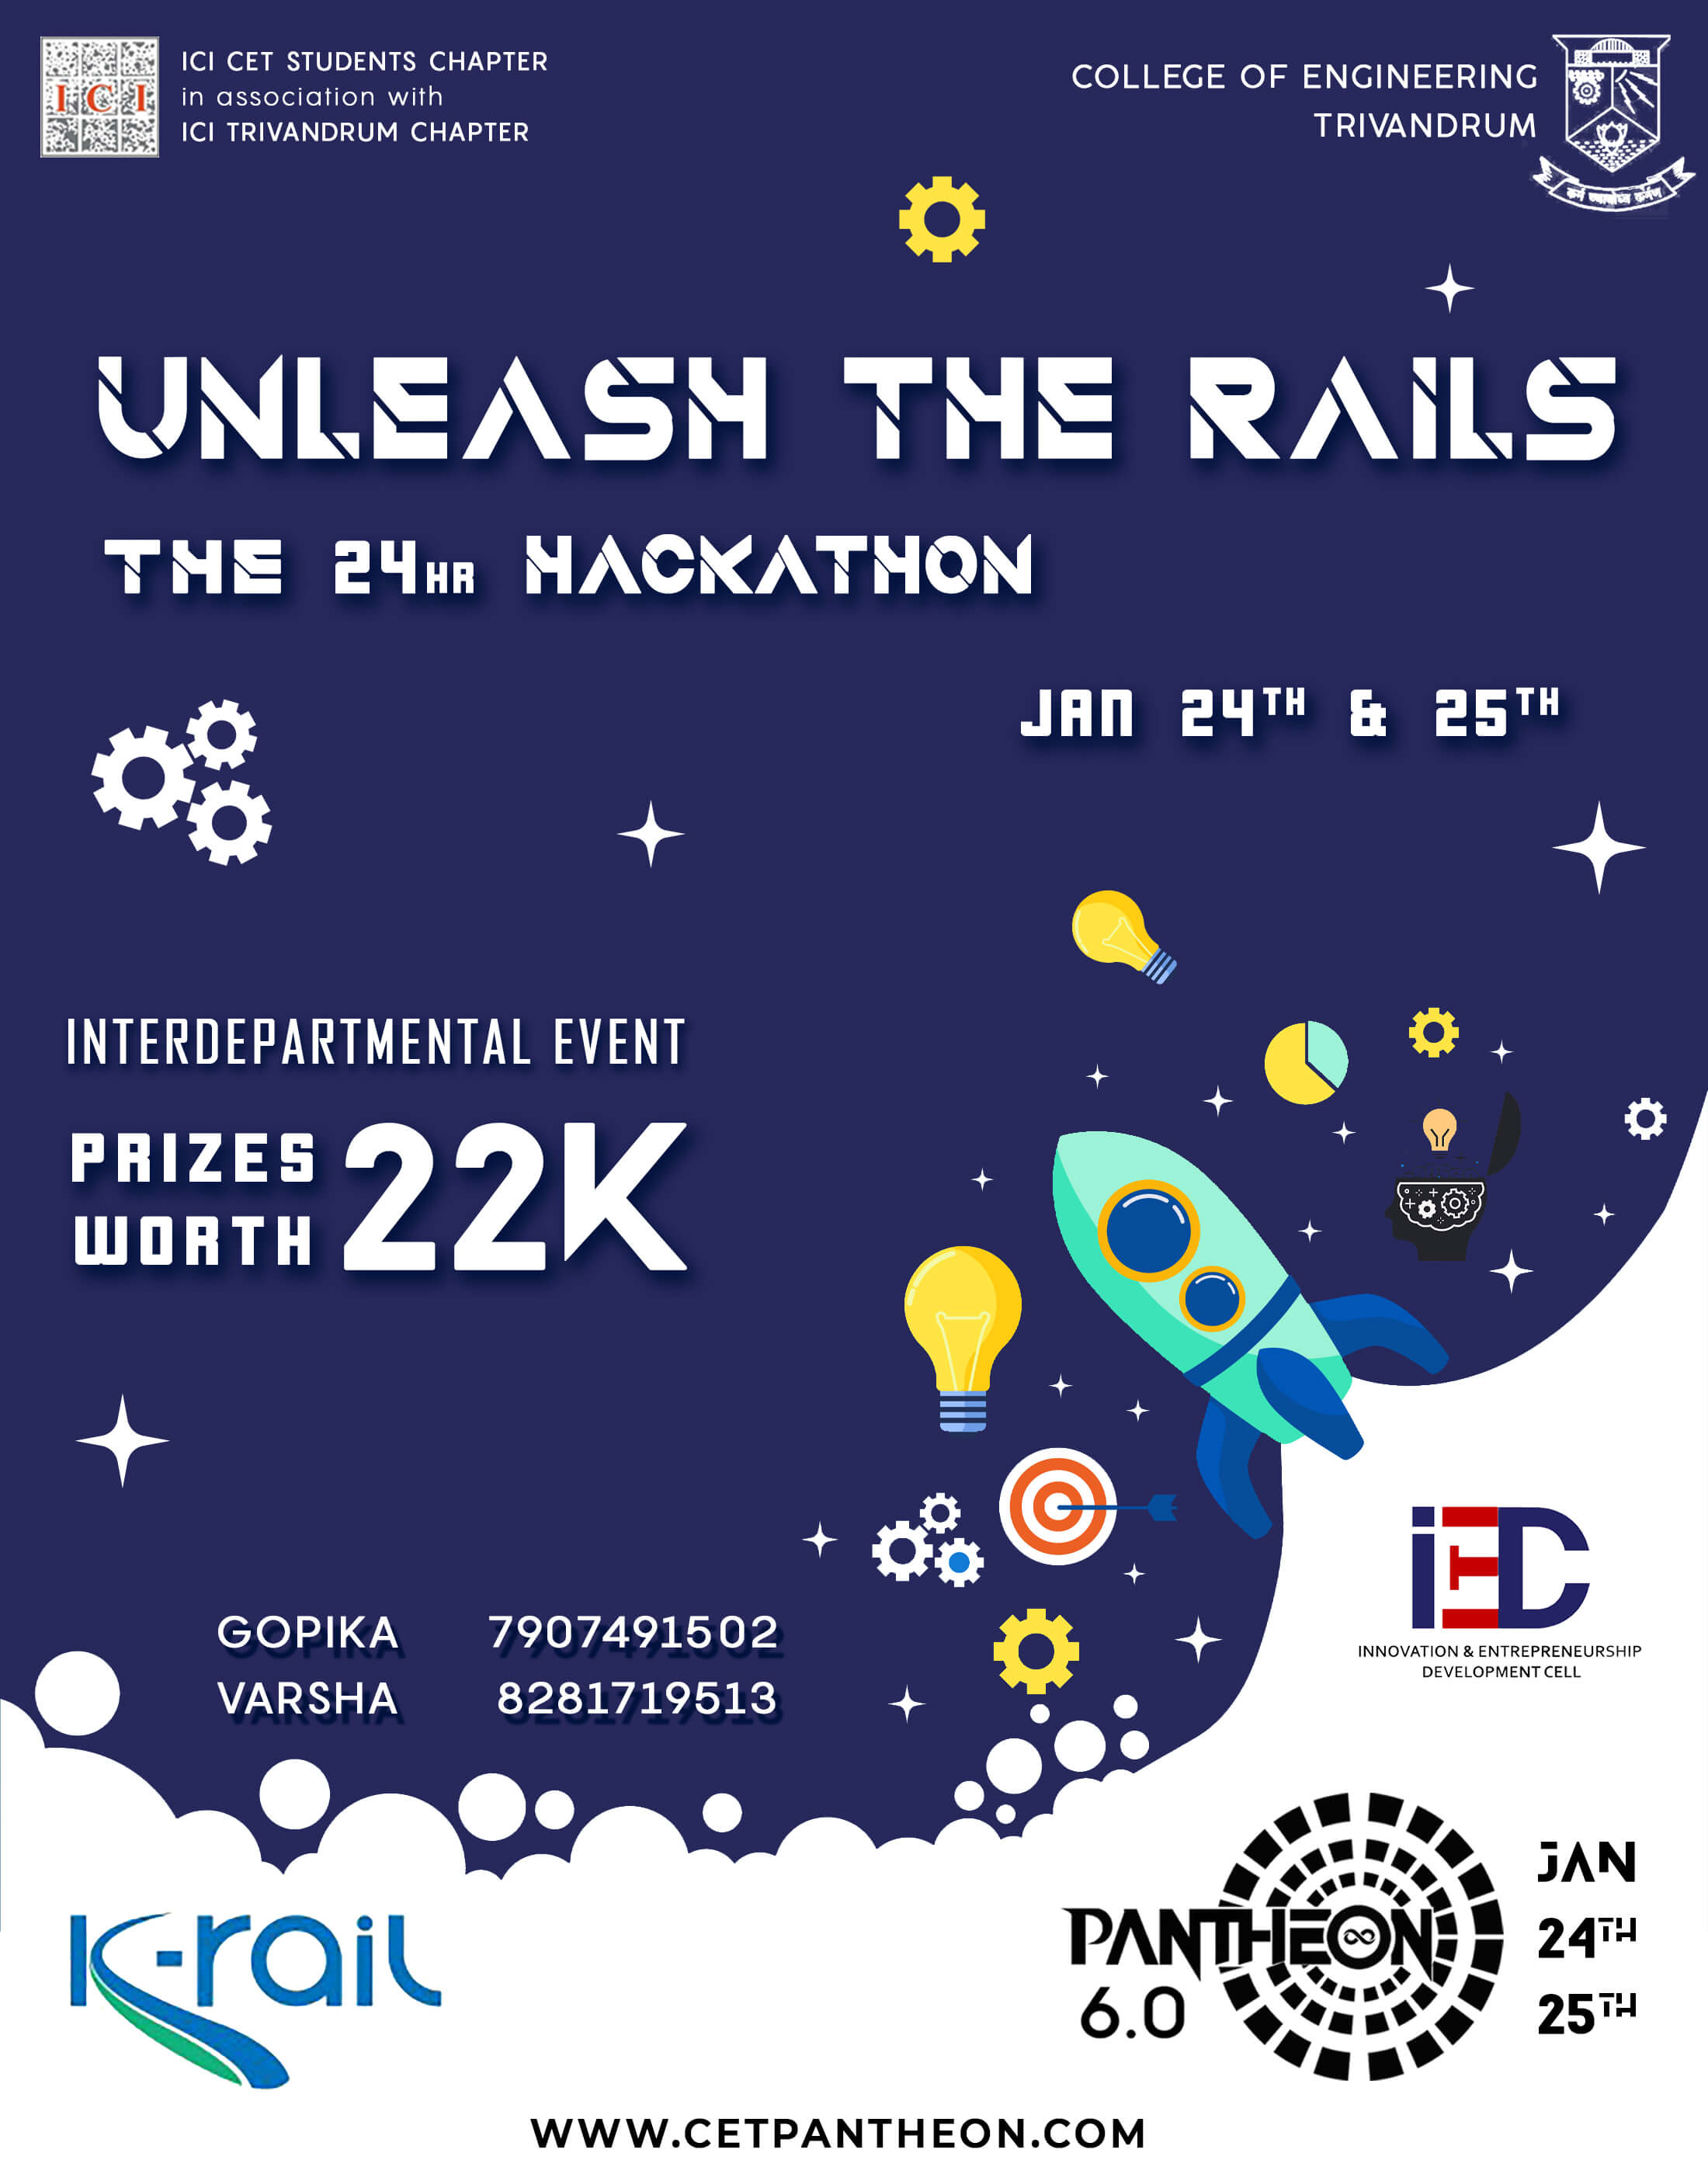 ICI
ICI CET STUDENTS CHAPTER
in association with
ICI TRIVANDRUM CHAPTER
COLLEGE OF ENGINEERING
TRIVANDRUM
UNLEASH THE RAILS
THE 24HR HACKATHON
JAN 24TH & 25TH
INTERDEPARTMENTAL EVENT
PRIZES WORTH 22K
GOPIKA 7907491502
VARSHA 8281719513
iEDC
INNOVATION & ENTREPRENEURSHIP
DEVELOPMENT CELL
K-rail
PANTHEON
6.0
JAN
24TH
25TH
WWW.CETPANTHEON.COM